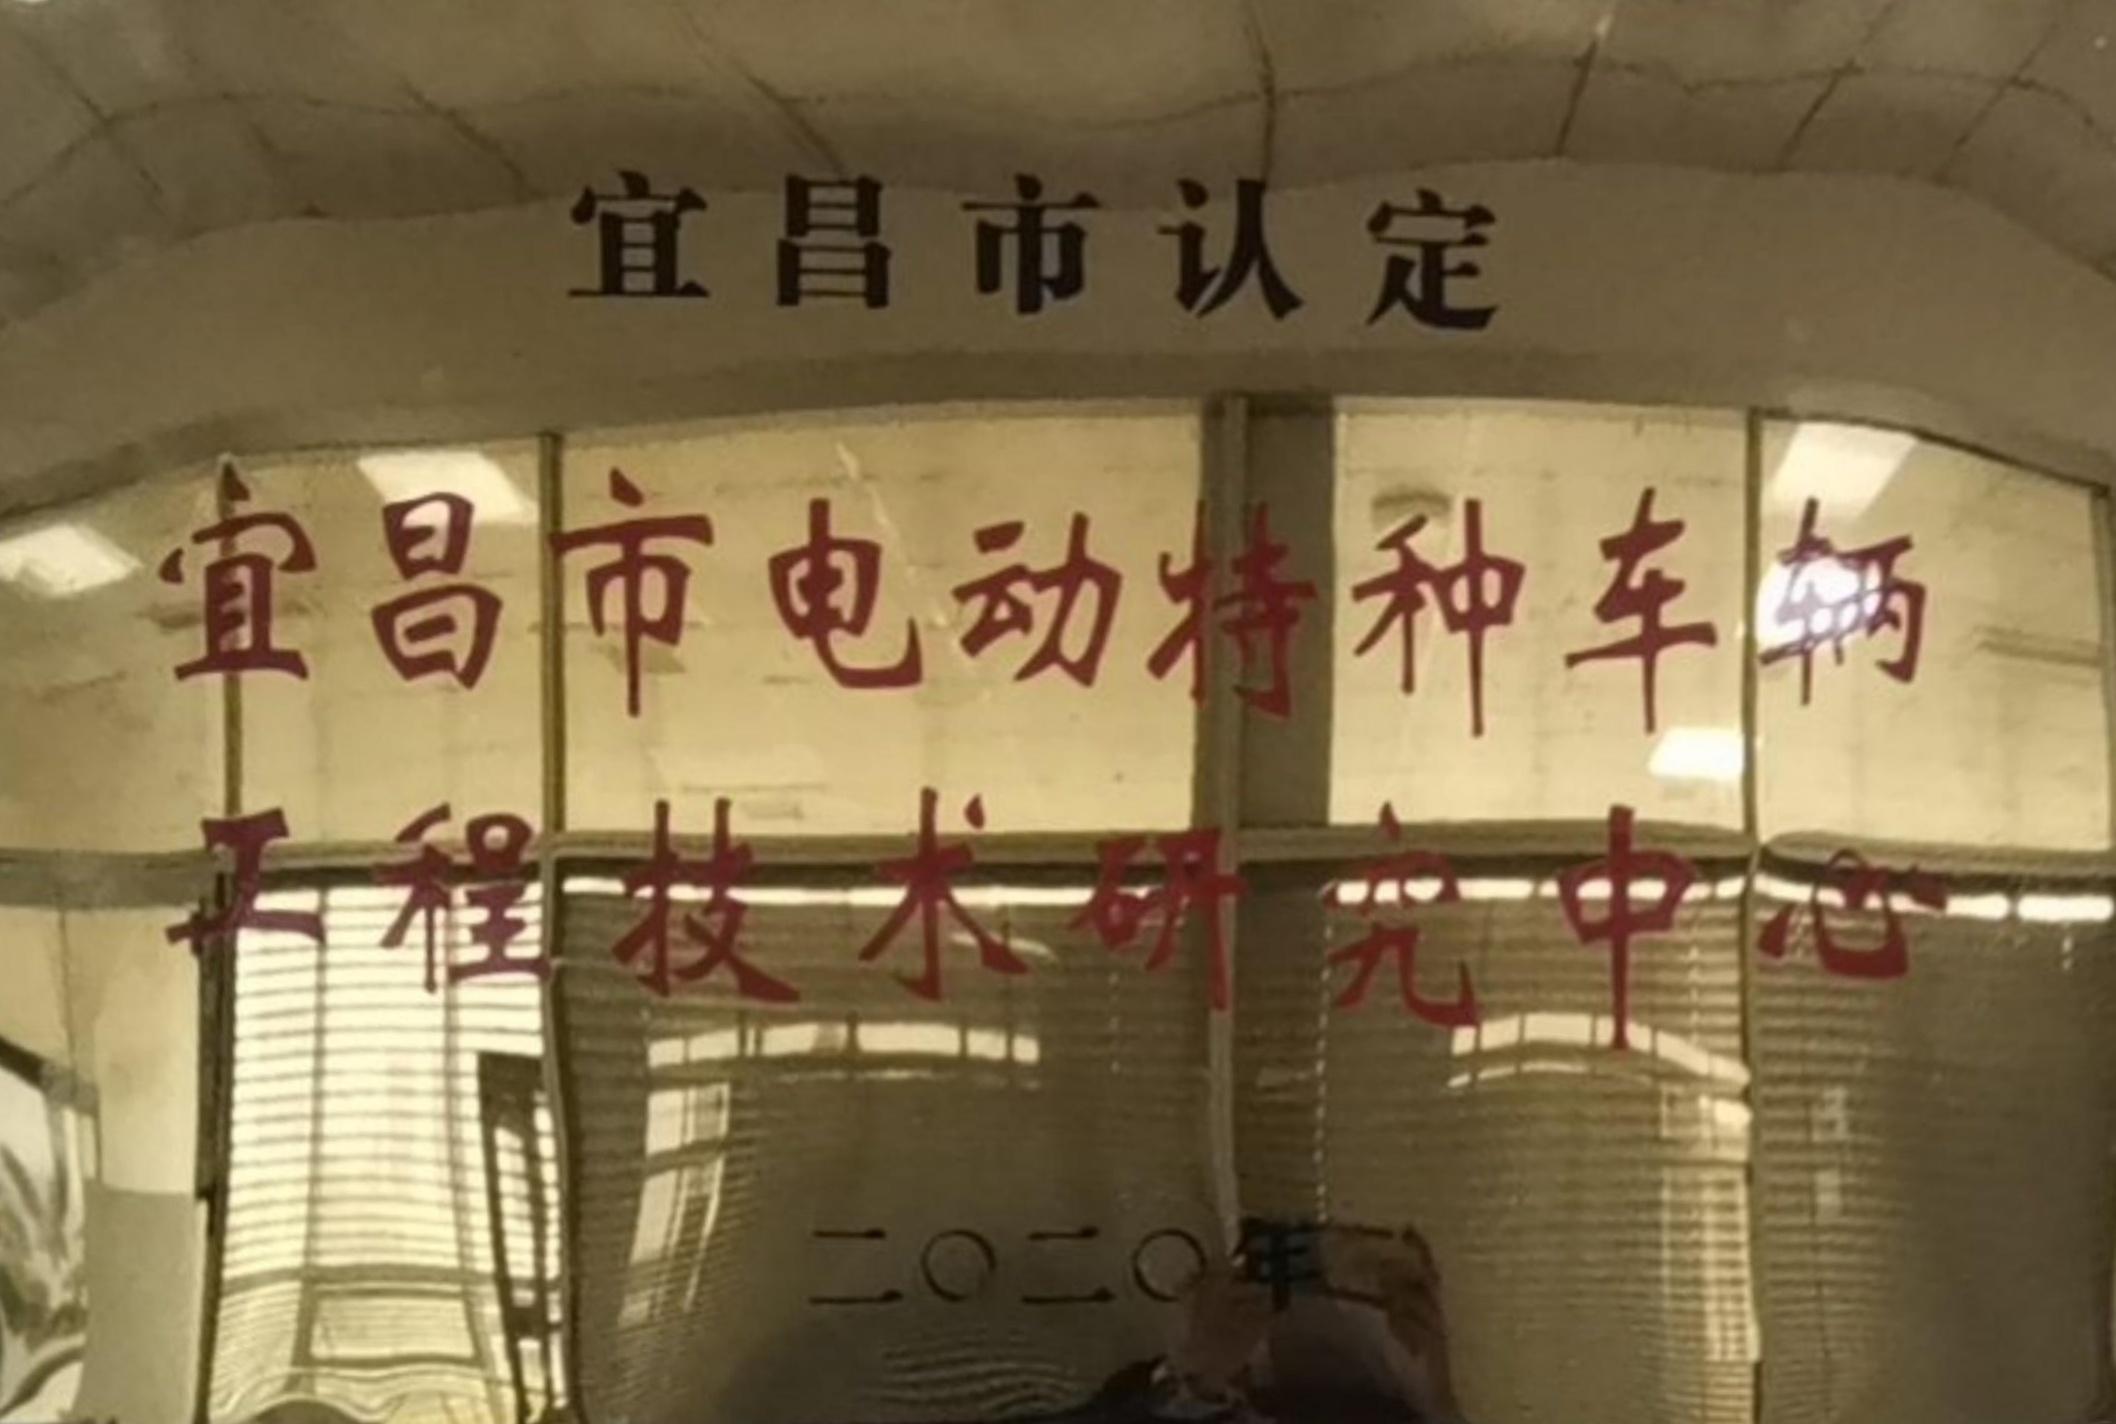 宜昌市认定
宜昌市电动特种车辆
工程技术研究中心
二〇二〇年